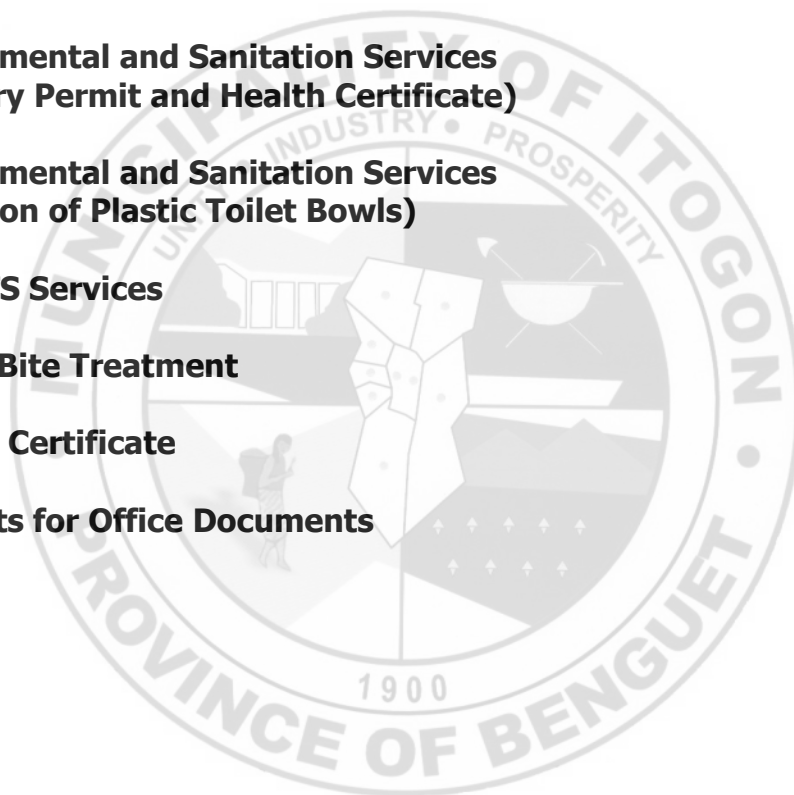 mental and Sanitation Services
ry Permit and Health Certificate)
mental and Sanitation Services
on of Plastic Toilet Bowls)
S Services
Bite Treatment
Certificate
ts for Office Documents
MUNICIPALITY OF ITOGON
UNITY • INDUSTRY • PROSPERITY
1900
PROVINCE OF BENGUET